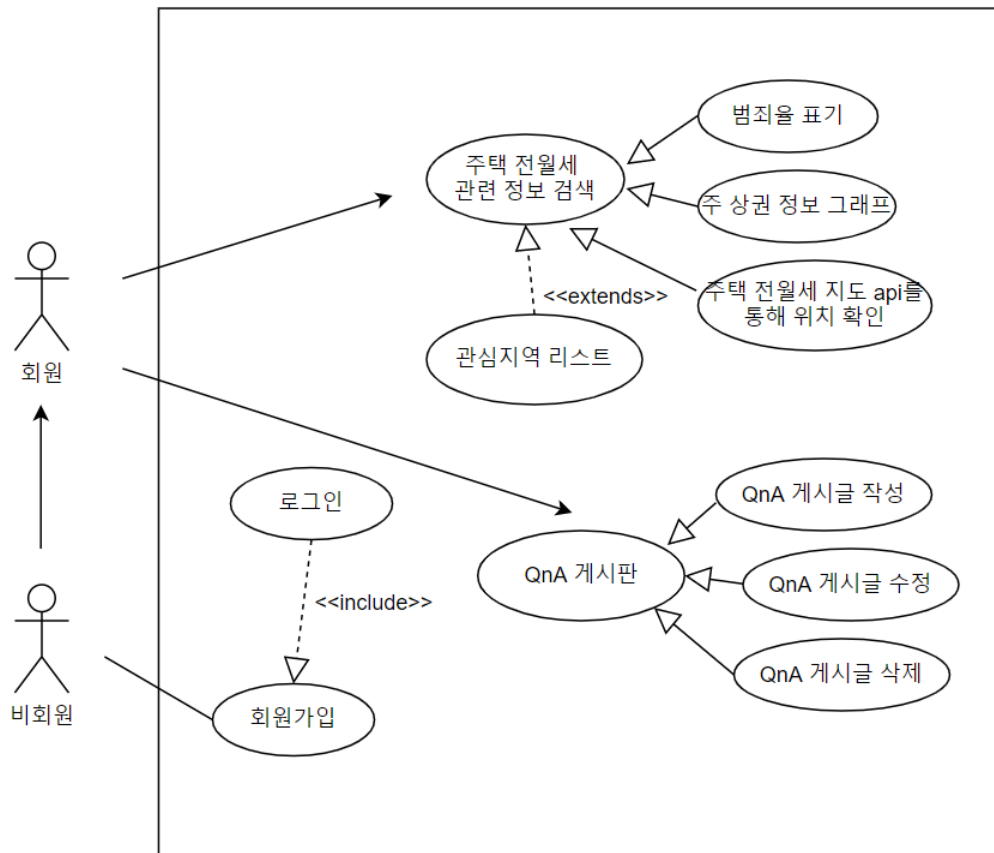 범죄율 표기
주택 전월세
관련 정보 검색
주 상권 정보 그래프
<<extends>>
주택 전월세 지도 api를
통해 위치 확인
관심지역 리스트
회원
로그인
QnA 게시글 작성
QnA 게시판
QnA 게시글 수정
<<include>>
QnA 게시글 삭제
회원가입
비회원